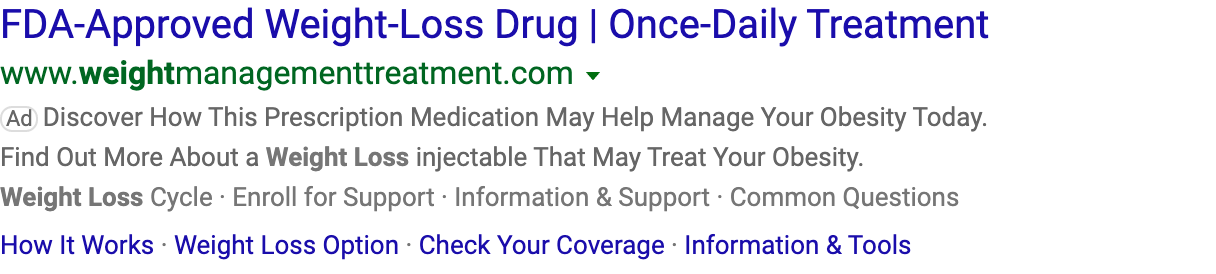 FDA-Approved Weight-Loss Drug | Once-Daily Treatment
www.weightmanagementtreatment.com
Ad Discover How This Prescription Medication May Help Manage Your Obesity Today.
Find Out More About a Weight Loss injectable That May Treat Your Obesity.
Weight Loss Cycle · Enroll for Support · Information & Support · Common Questions
How It Works · Weight Loss Option · Check Your Coverage · Information & Tools